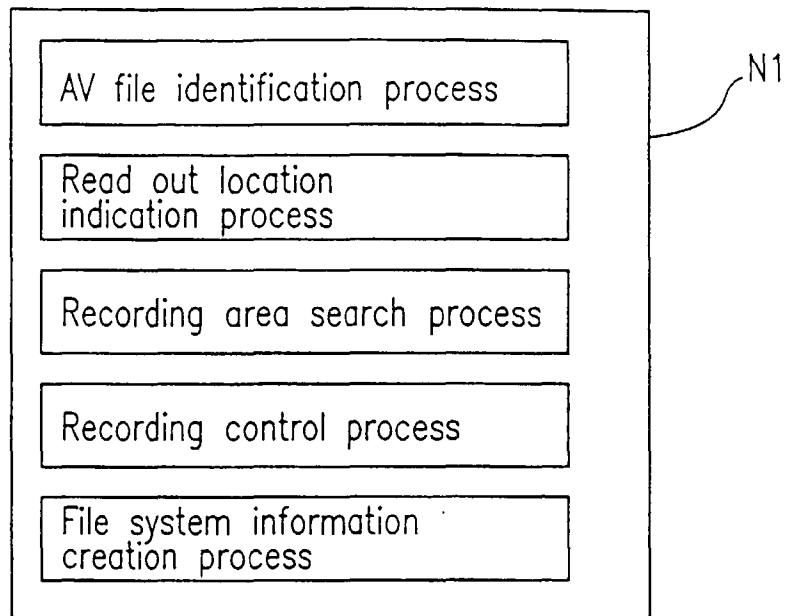 AV file identification process
N1
Read out location
indication process
Recording area search process
Recording control process
File system information
creation process